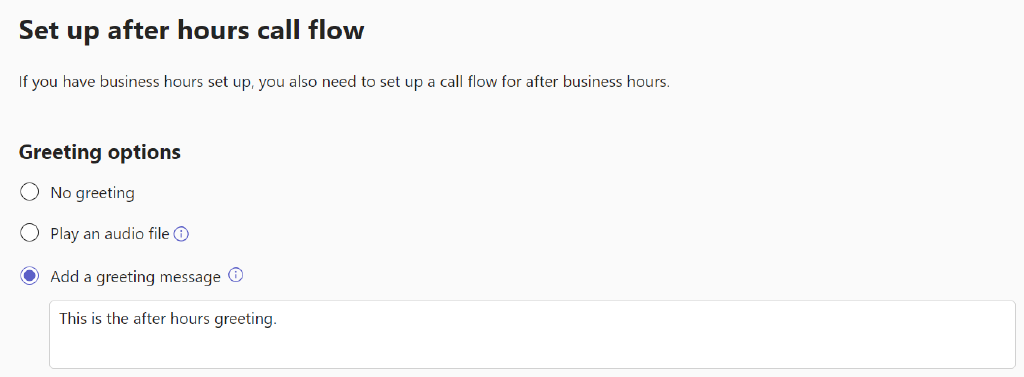 Set up after hours call flow
If you have business hours set up, you also need to set up a call flow for after business hours.
Greeting options
No greeting
Play an audio file
Add a greeting message
This is the after hours greeting.